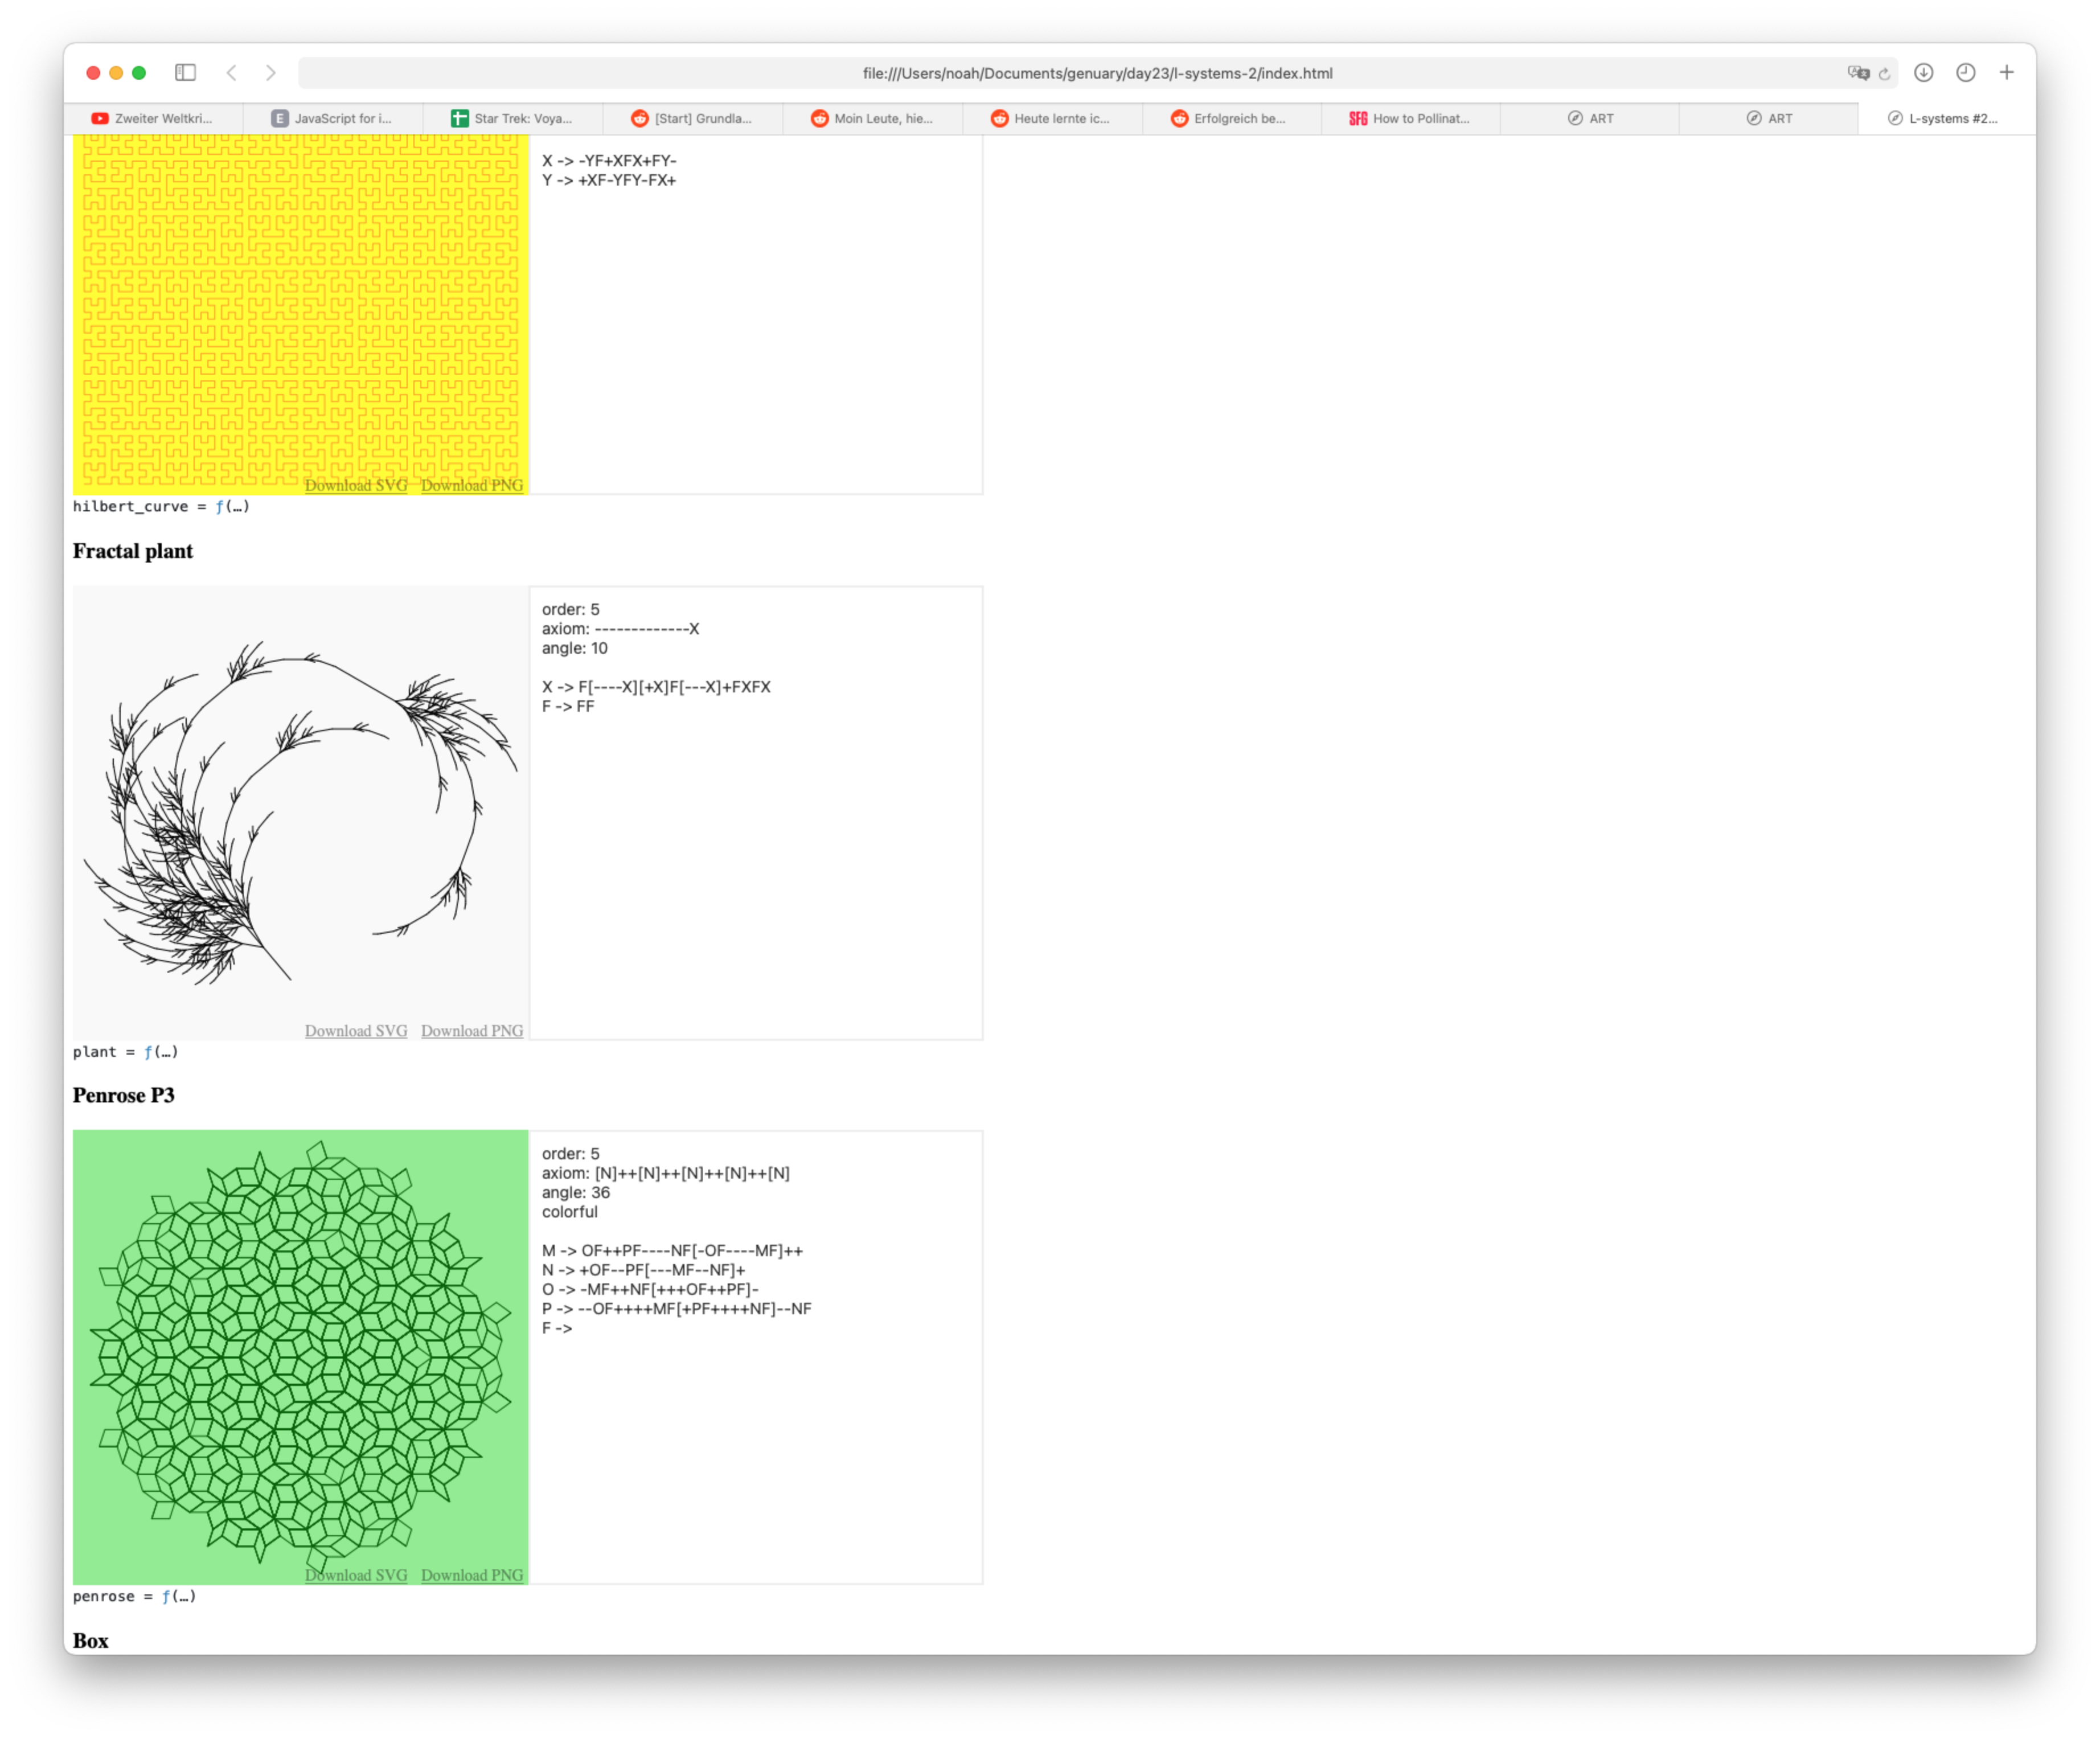 file:///Users/noah/Documents/genuary/day23/l-systems-2/index.html
Zweiter Weltkri...
JavaScript for i...
Star Trek: Voya...
[Start] Grundla...
Moin Leute, hie...
Heute lernte ic...
Erfolgreich be...
SFG How to Pollinat...
ART
ART
L-systems #2...
X -> -YF+XFX+FY-
Y -> +XF-YFY-FX+
Download SVG Download PNG
hilbert_curve = ƒ(…)
Fractal plant
order: 5
axiom: -------------X
angle: 10
X -> F[----X][+X]F[---X]+FXFX
F -> FF
Download SVG Download PNG
plant = ƒ(…)
Penrose P3
order: 5
axiom: [N]++[N]++[N]++[N]++[N]
angle: 36
colorful
M -> OF++PF----NF[-OF----MF]++
N -> +OF--PF[---MF--NF]+
O -> -MF++NF[+++OF++PF]-
P -> --OF++++MF[+PF++++NF]--NF
F ->
Download SVG Download PNG
penrose = ƒ(…)
Box